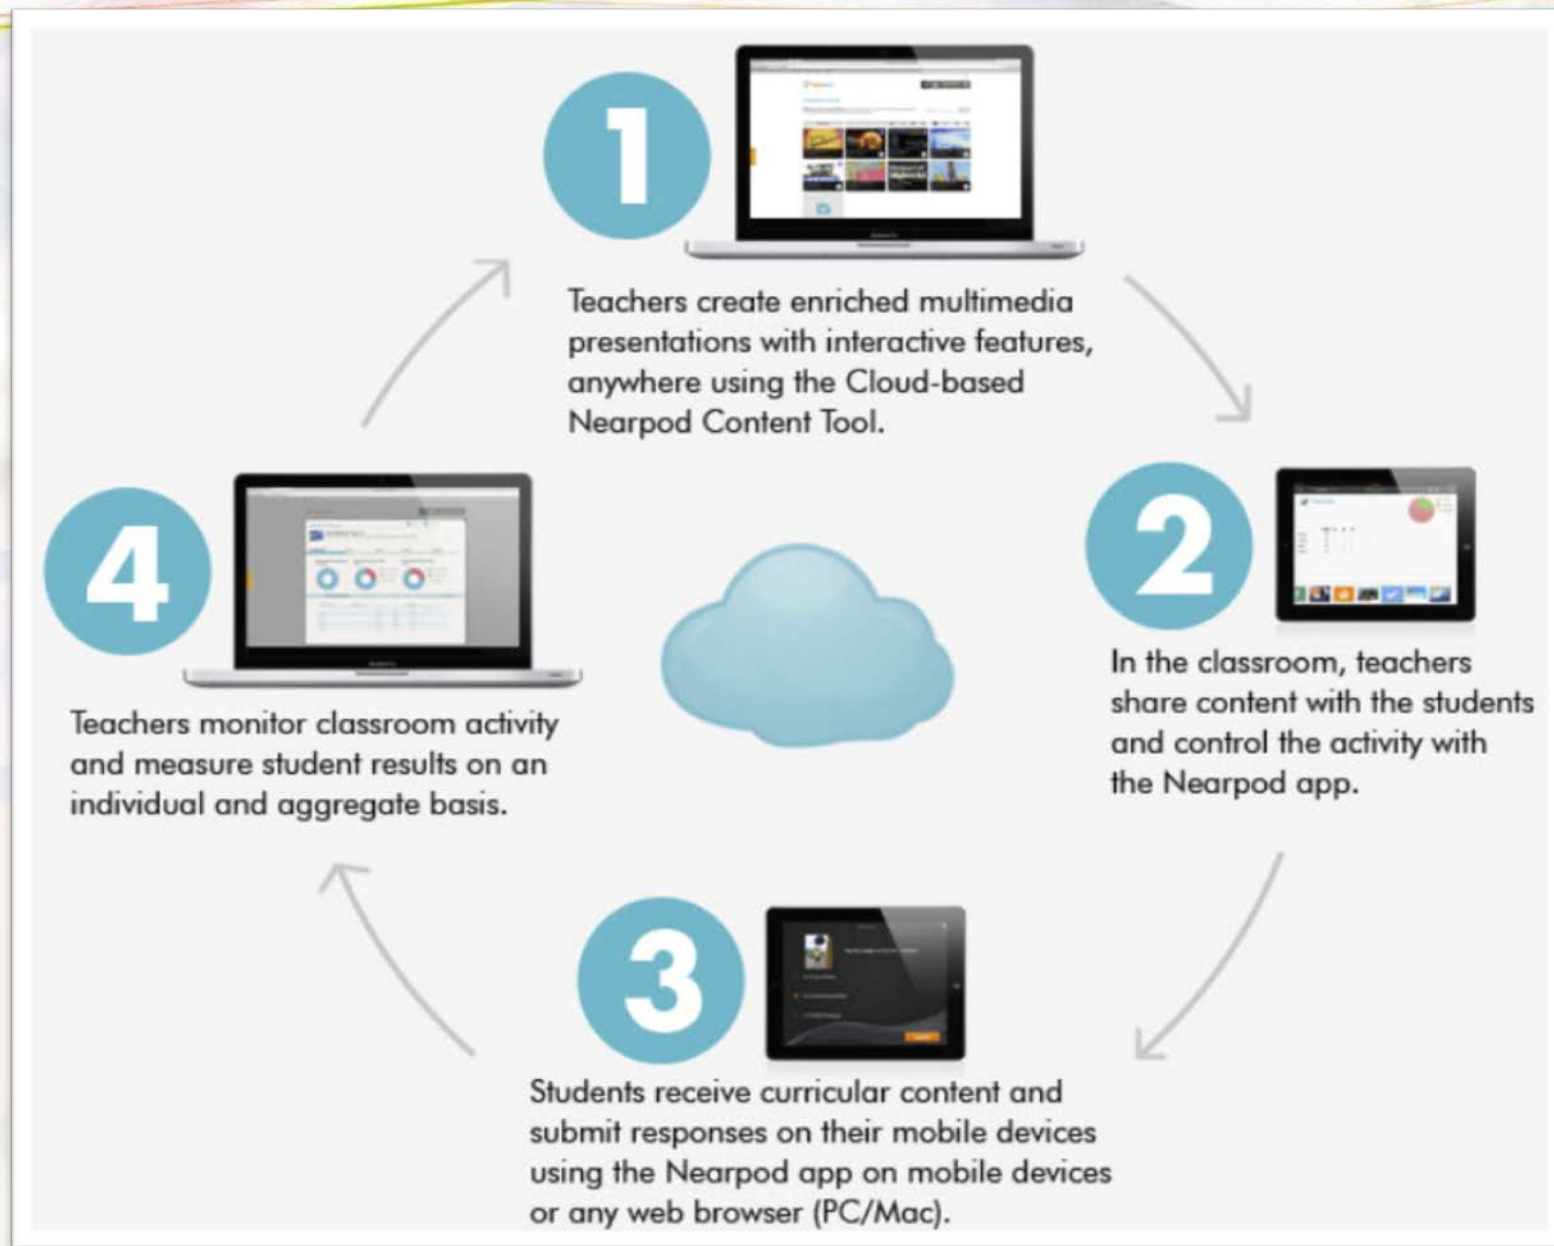 1
Teachers create enriched multimedia
presentations with interactive features,
anywhere using the Cloud-based
Nearpod Content Tool.
2
In the classroom, teachers
share content with the students
and control the activity with
the Nearpod app.
3
Students receive curricular content and
submit responses on their mobile devices
using the Nearpod app on mobile devices
or any web browser (PC/Mac).
4
Teachers monitor classroom activity
and measure student results on an
individual and aggregate basis.